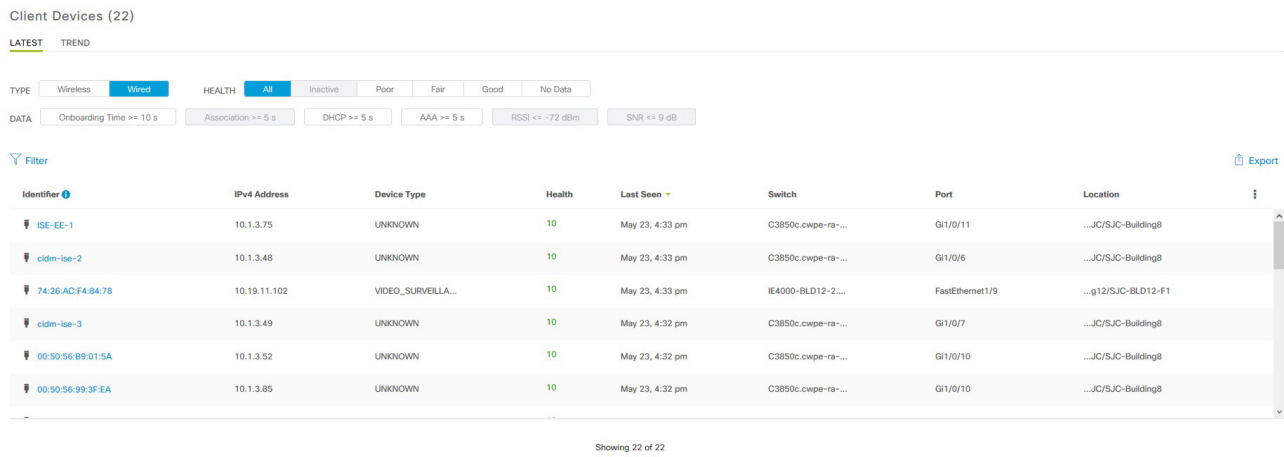 Client Devices (22)
LATEST TREND
TYPE Wireless Wired HEALTH All Inactive Poor Fair Good No Data
DATA Onboarding Time >= 10 s Association >= 5 s DHCP >= 5 s AAA >= 5 s RSSI <= -72 dBm SNR <= 9 dB
Filter Export
Identifier IPv4 Address Device Type Health Last Seen Switch Port Location
ISE-EE-1 10.1.3.75 UNKNOWN 10 May 23, 4:33 pm C3850c.cwpe-ra-... Gi1/0/11 ...JC/SJC-Building8
cidm-ise-2 10.1.3.48 UNKNOWN 10 May 23, 4:33 pm C3850c.cwpe-ra-... Gi1/0/6 ...JC/SJC-Building8
74:26:AC:F4:84:78 10.19.11.102 VIDEO_SURVEILLA... 10 May 23, 4:33 pm IE4000-BLD12-2.... FastEthernet1/9 ...g12/SJC-BLD12-F1
cidm-ise-3 10.1.3.49 UNKNOWN 10 May 23, 4:32 pm C3850c.cwpe-ra-... Gi1/0/7 ...JC/SJC-Building8
00:50:56:B9:01:5A 10.1.3.52 UNKNOWN 10 May 23, 4:32 pm C3850c.cwpe-ra-... Gi1/0/10 ...JC/SJC-Building8
00:50:56:99:3F:EA 10.1.3.85 UNKNOWN 10 May 23, 4:32 pm C3850c.cwpe-ra-... Gi1/0/10 ...JC/SJC-Building8
Showing 22 of 22